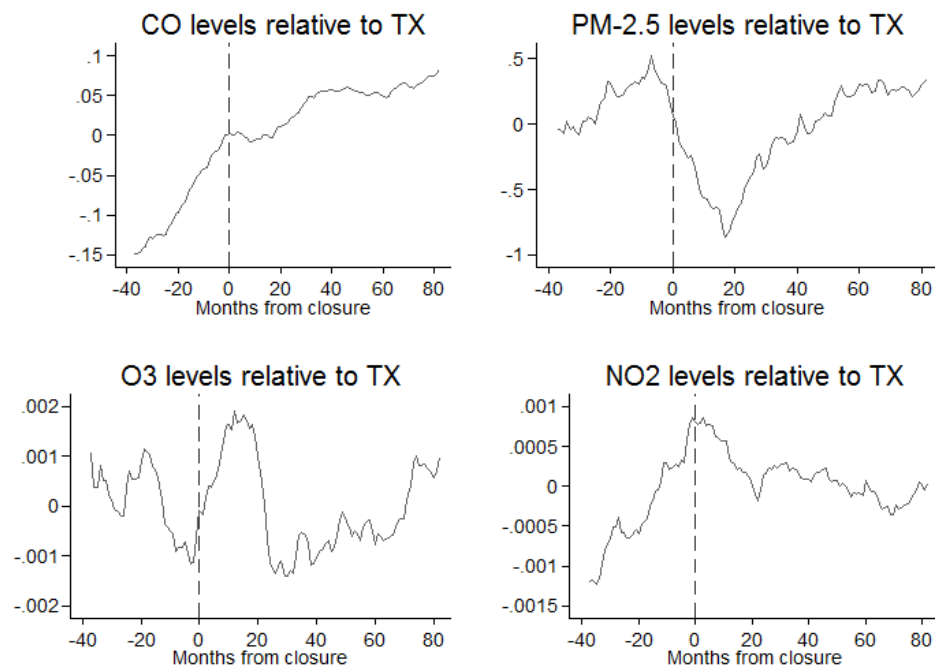 CO levels relative to TX
.1
.05
0
-.05
-.1
-.15
-40 -20 0 20 40 60 80
Months from closure
PM-2.5 levels relative to TX
.5
0
-.5
-1
-40 -20 0 20 40 60 80
Months from closure
O3 levels relative to TX
.002
.001
0
-.001
-.002
-40 -20 0 20 40 60 80
Months from closure
NO2 levels relative to TX
.001
.0005
0
-.0005
-.001
-.0015
-40 -20 0 20 40 60 80
Months from closure